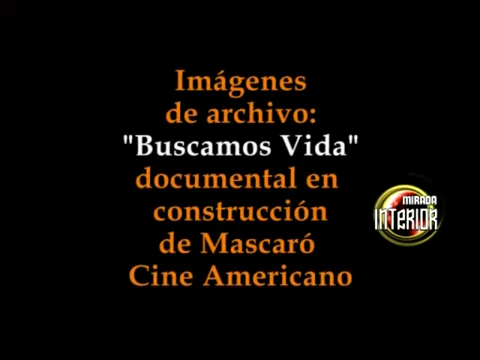 Imágenes
de archivo:
"Buscamos Vida"
documental en
construcción
de Mascaró
Cine Americano
MIRADA
INTERIOR